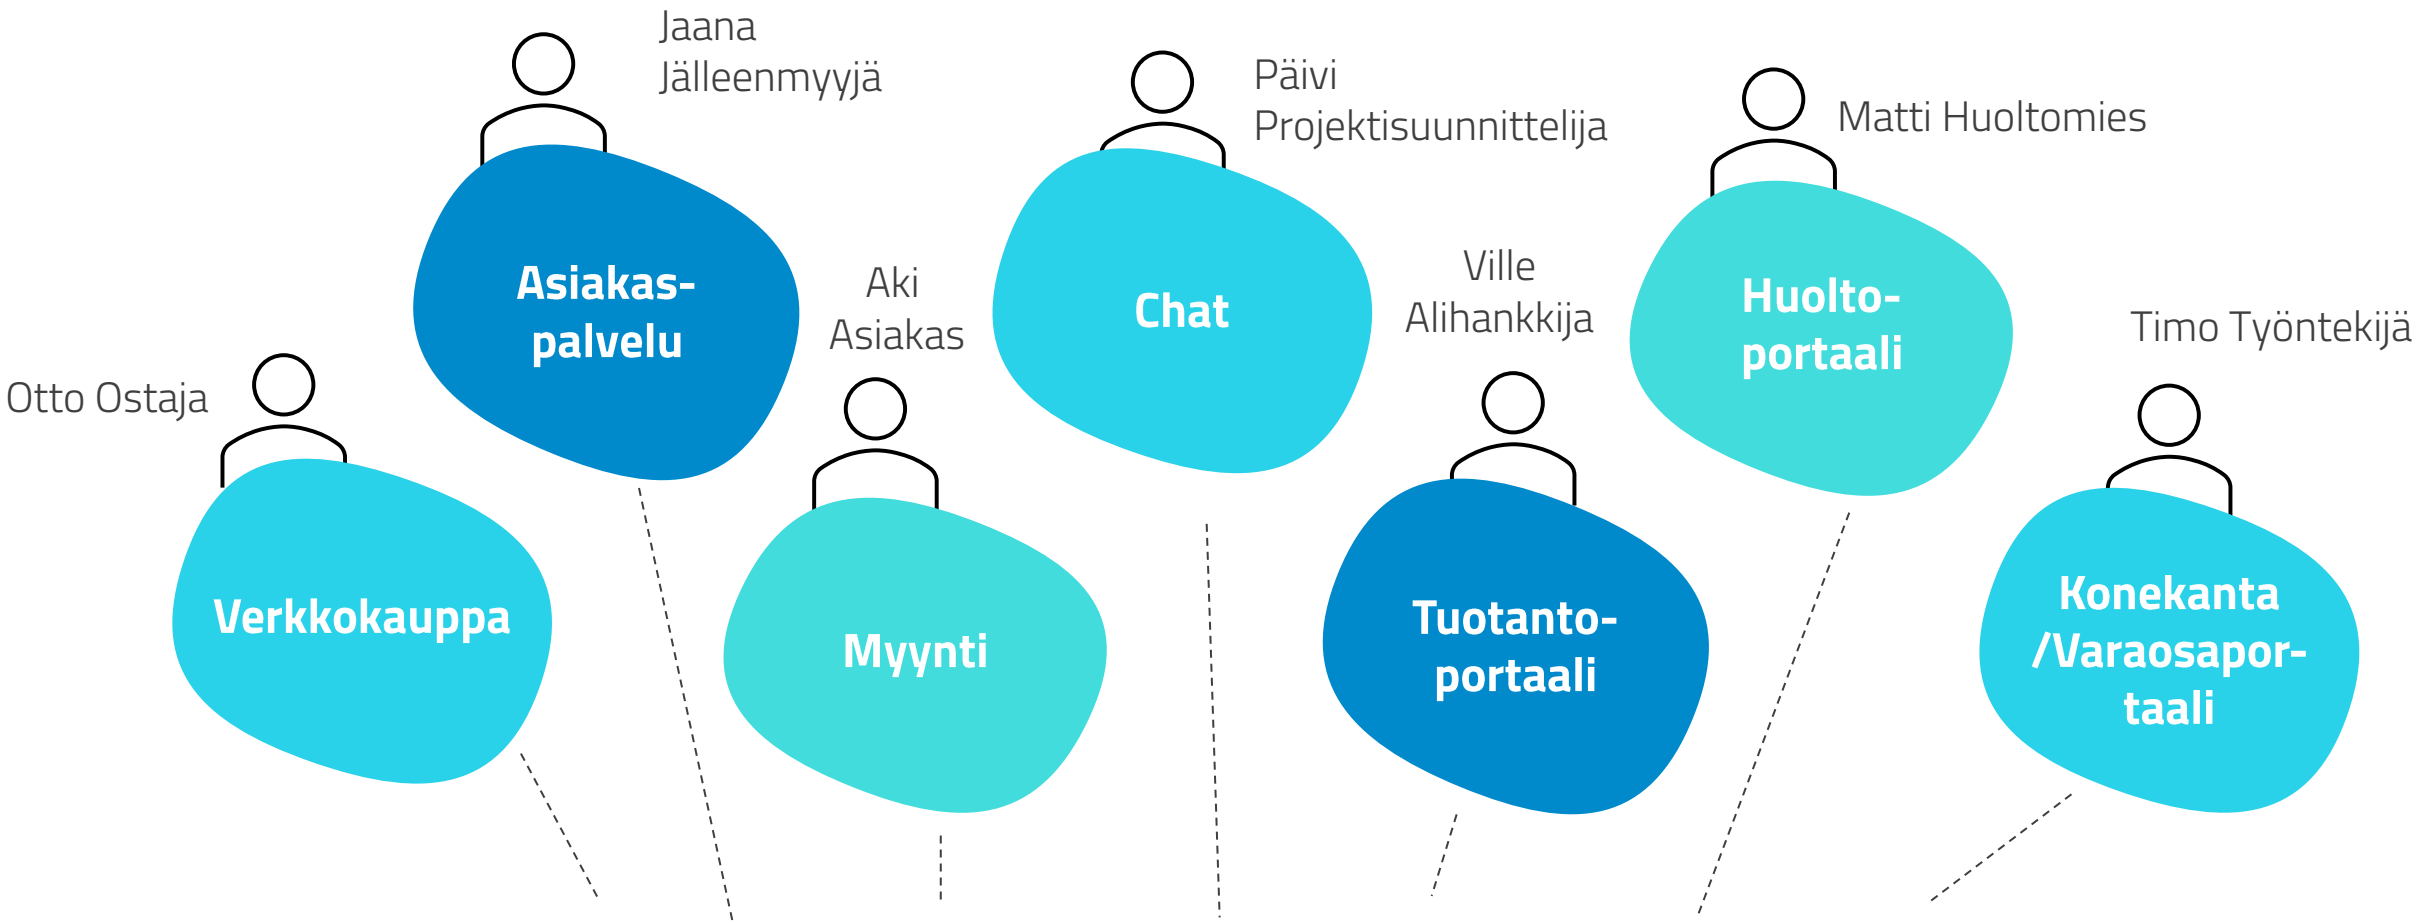 Jaana
Jälleenmyyjä
Päivi
Projektisuunnittelija
Matti Huoltomies
Asiakas-
palvelu
Aki
Asiakas
Chat
Ville
Alihankkija
Huolto-
portaali
Timo Työntekijä
Otto Ostaja
Verkkokauppa
Myynti
Tuotanto-
portaali
Konekanta
/Varaosapor-
taali